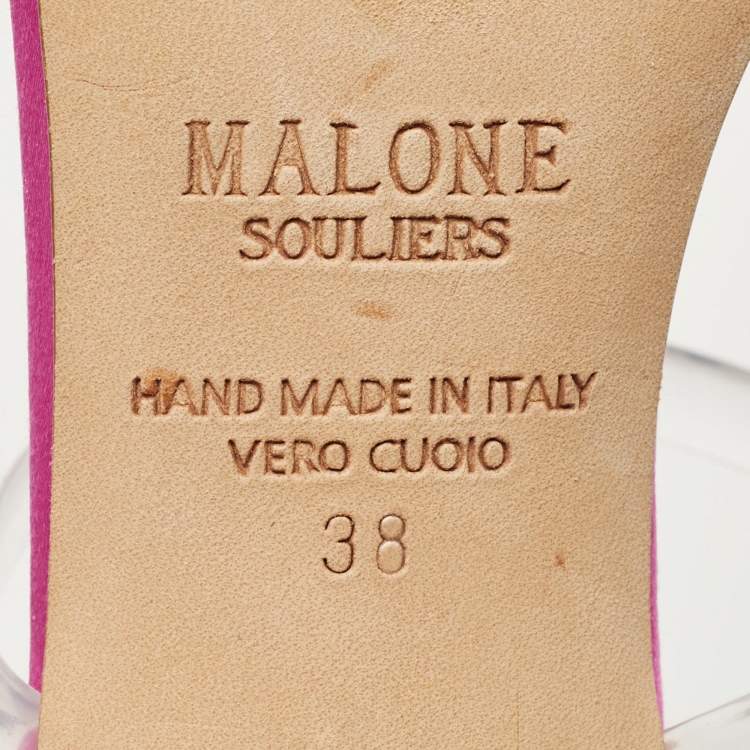 MALONE
SOULIERS
HAND MADE IN ITALY
VERO CUOIO
38